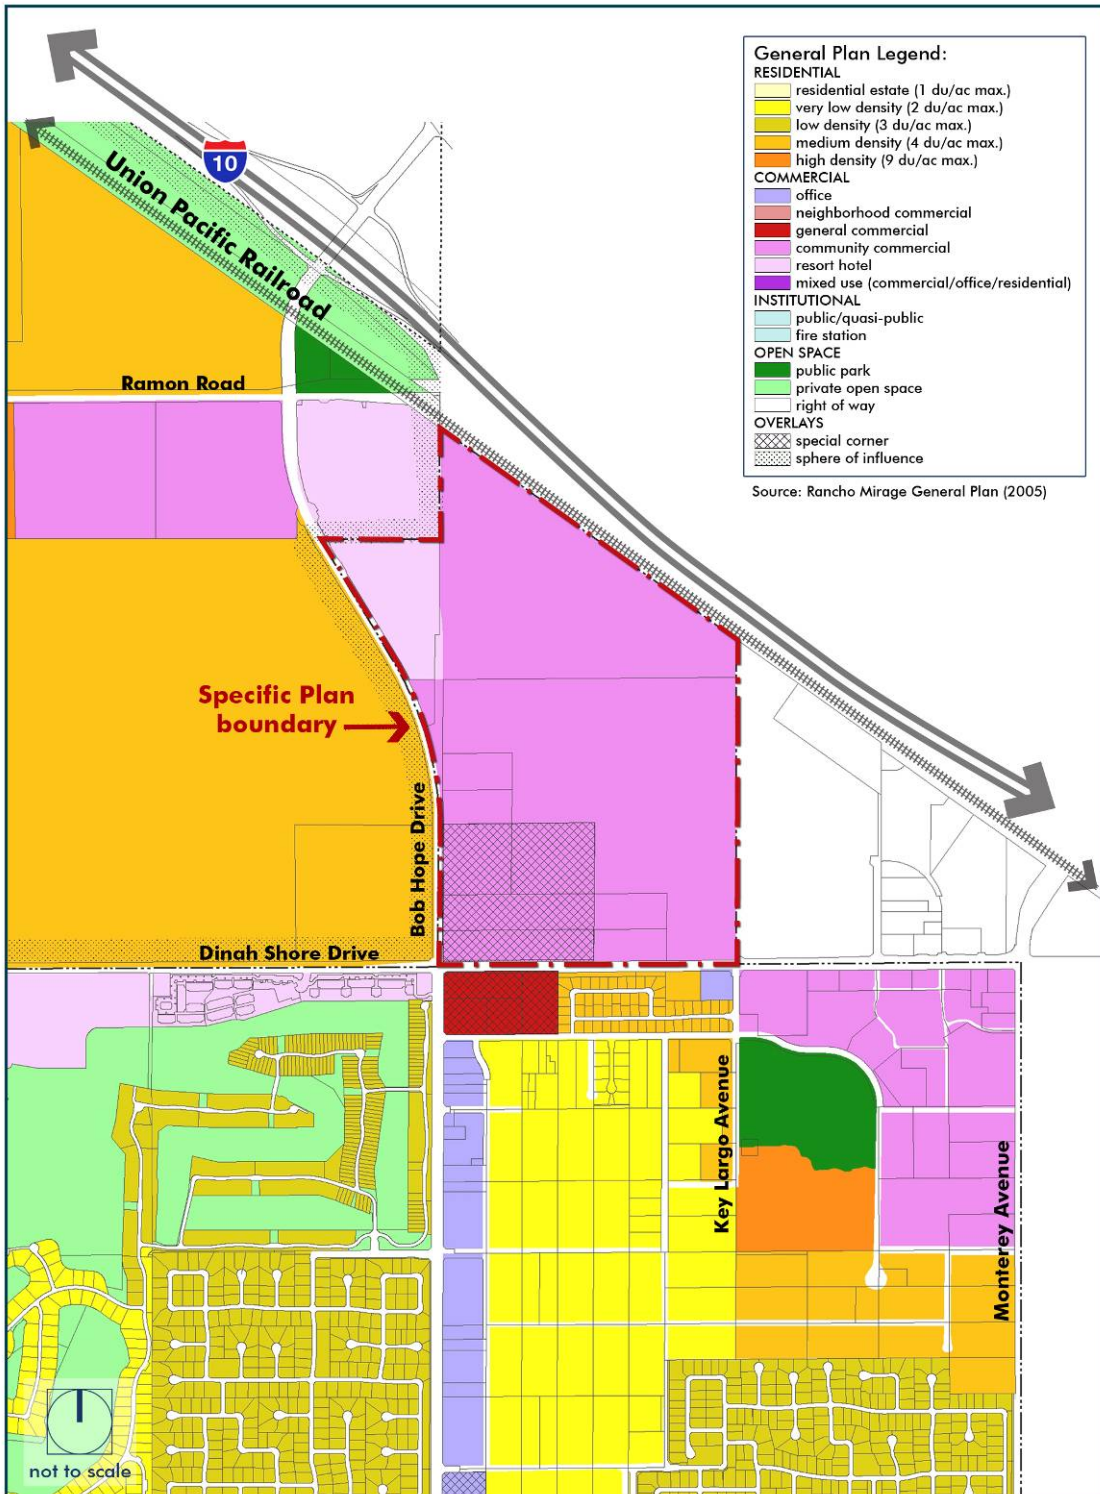 General Plan Legend:
RESIDENTIAL
residential estate (1 du/ac max.)
very low density (2 du/ac max.)
low density (3 du/ac max.)
medium density (4 du/ac max.)
high density (9 du/ac max.)
COMMERCIAL
office
neighborhood commercial
general commercial
community commercial
resort hotel
mixed use (commercial/office/residential)
INSTITUTIONAL
public/quasi-public
fire station
OPEN SPACE
public park
private open space
right of way
OVERLAYS
special corner
sphere of influence
Source: Rancho Mirage General Plan (2005)
10
Union Pacific Railroad
Ramon Road
Specific Plan
boundary
Bob Hope Drive
Dinah Shore Drive
Key Largo Avenue
Monterey Avenue
not to scale